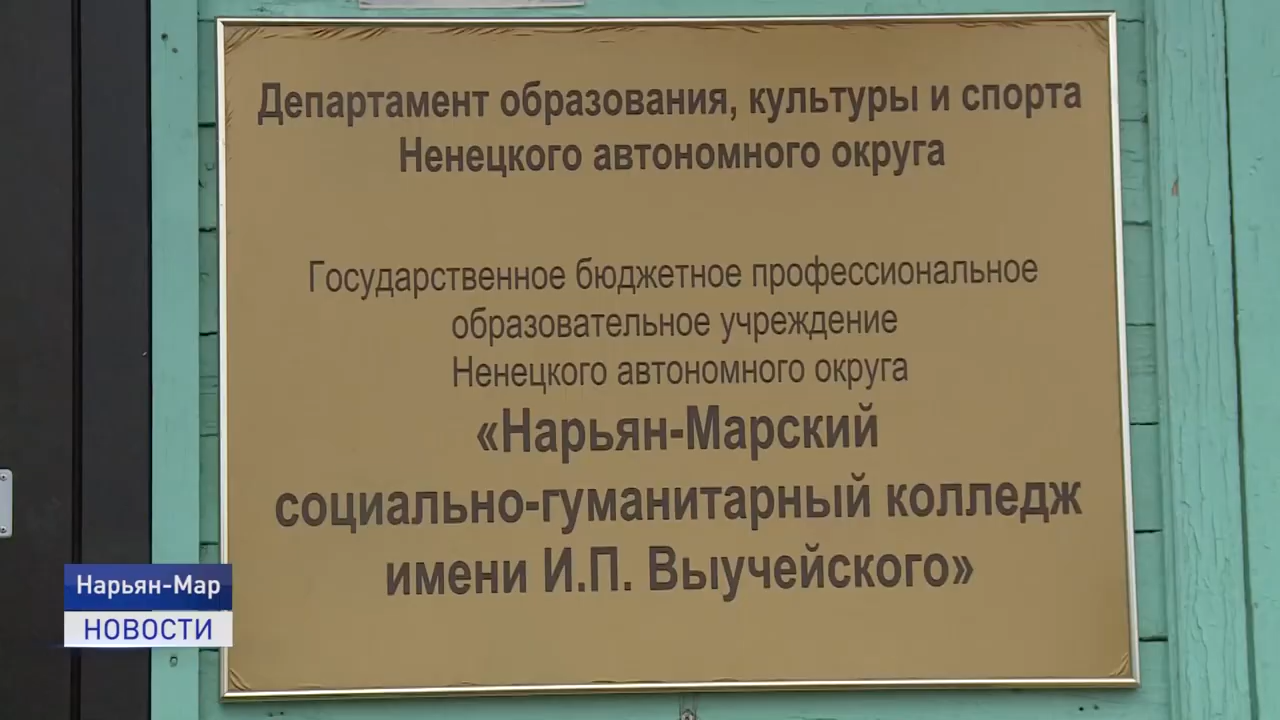 Департамент образования, культуры и спорта
Ненецкого автономного округа
Государственное бюджетное профессиональное
образовательное учреждение
Ненецкого автономного округа
«Нарьян-Марский
социально-гуманитарный колледж
имени И.П. Выучейского»
Нарьян-Мар
НОВОСТИ